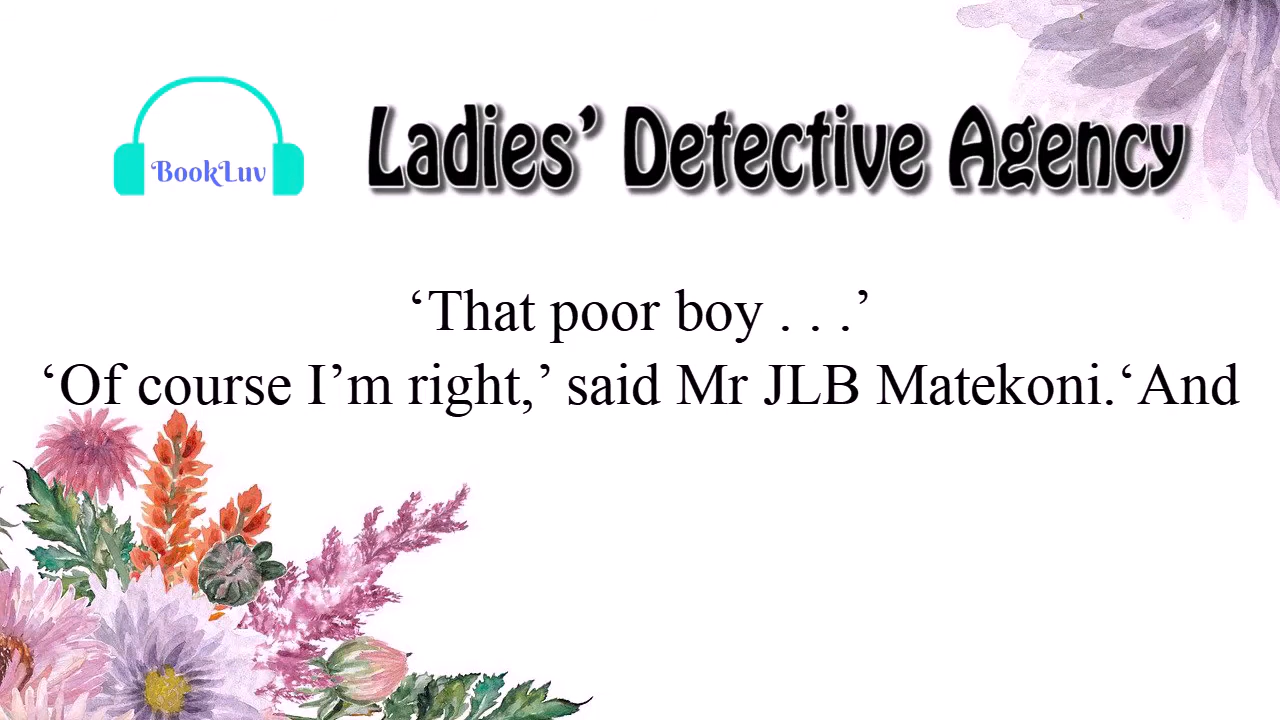 BookLuv
Ladies’ Detective Agency
‘That poor boy . . .’
‘Of course I’m right,’ said Mr JLB Matekoni.‘And